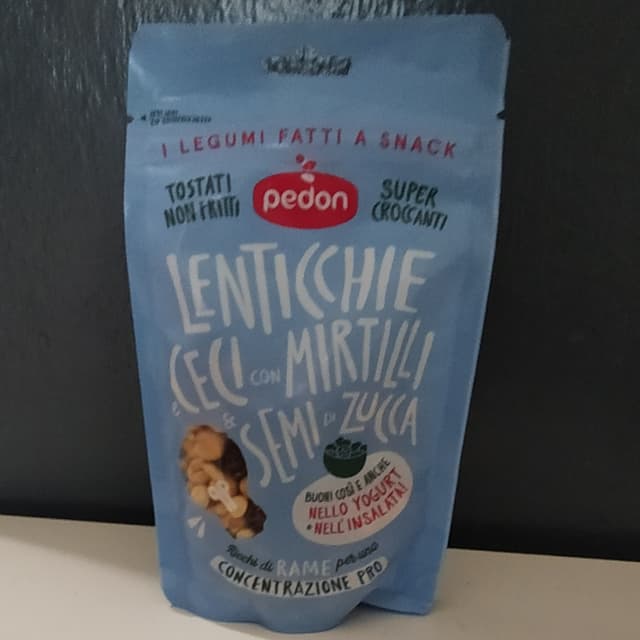 I LEGUMI FATTI A SNACK
TOSTATI
NON FRITTI
pedon
SUPER
CROCCANTI
LENTICCHIE
e CECI CON MIRTILLI
& SEMI DI ZUCCA
BUONI COSÌ E ANCHE
NELLO YOGURT
NELL'INSALATA!
Ricchi di RAME per una
CONCENTRAZIONE PRO